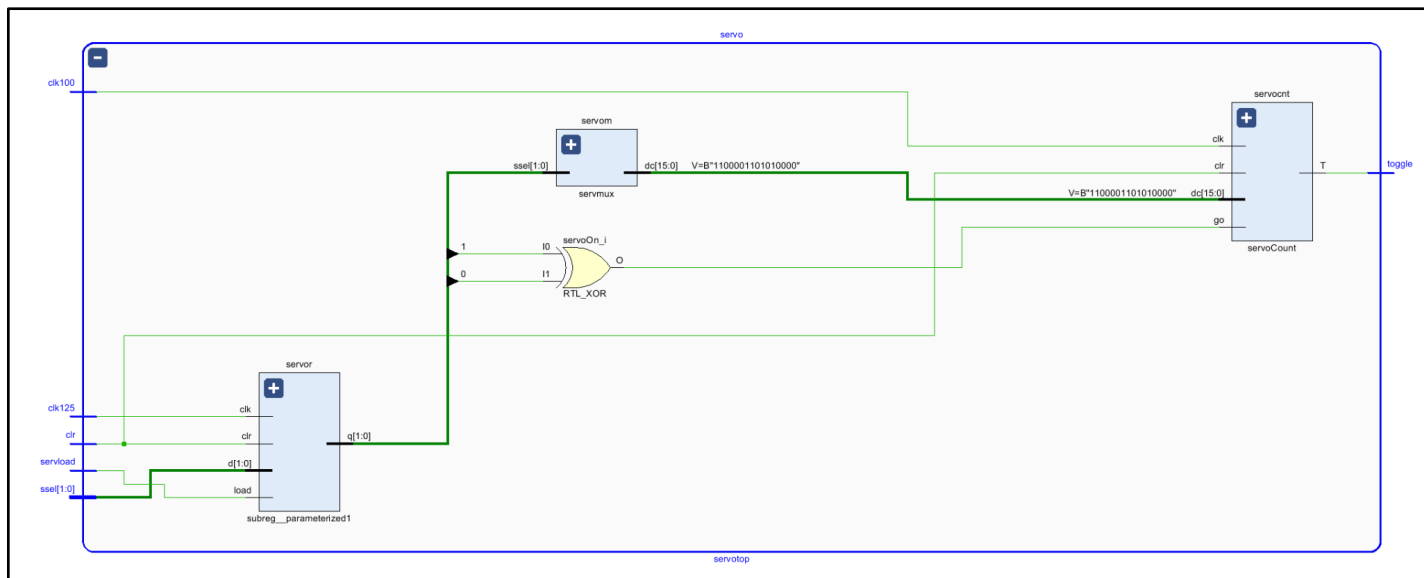 servo
clk100
servocnt
servom
clk
ssel[1:0]
dc[15:0]
V=B"1100001101010000"
clr
T
toggle
servmux
V=B"1100001101010000"
dc[15:0]
go
servoOn_i
1
I0
O
0
I1
RTL_XOR
servoCount
servor
clk125
clk
clr
clr
q[1:0]
servload
d[1:0]
ssel[1:0]
load
subreg__parameterized1
servotop